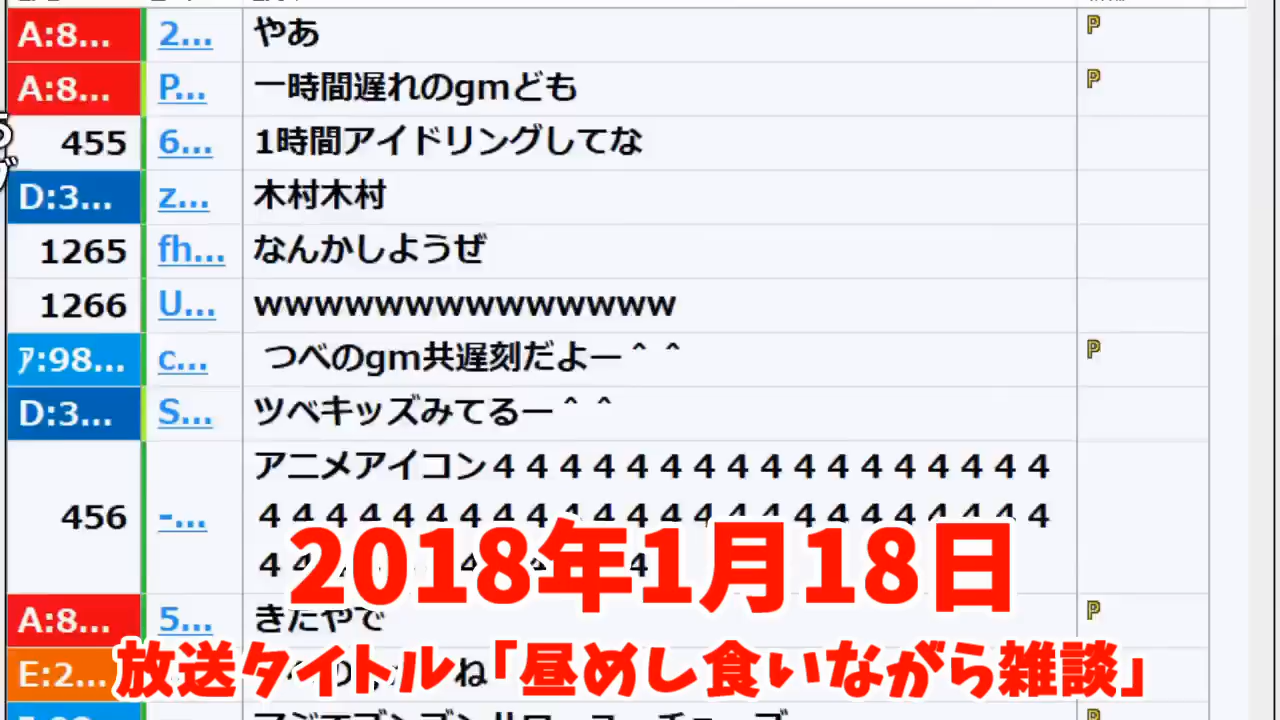 A:8... 2... やあ P
A:8... P... 一時間遅れのgmども P
455 6... 1時間アイドリングしてな
D:3... z... 木村木村
1265 fh... なんかしようぜ
1266 U... wwwwwwwwwwwwww
ｱ:98... c... つべのgm共遅刻だよー＾＾ P
D:3... S... ツベキッズみてるー＾＾
アニメアイコン４４４４４４４４４４４４４４４４４
456 -... ４４４４４４４４４４４４４４４４４４４４４４４４
2018年1月18日
A:8... 5... きたやで P
E:2...
放送タイトル「昼めし食いながら雑談」